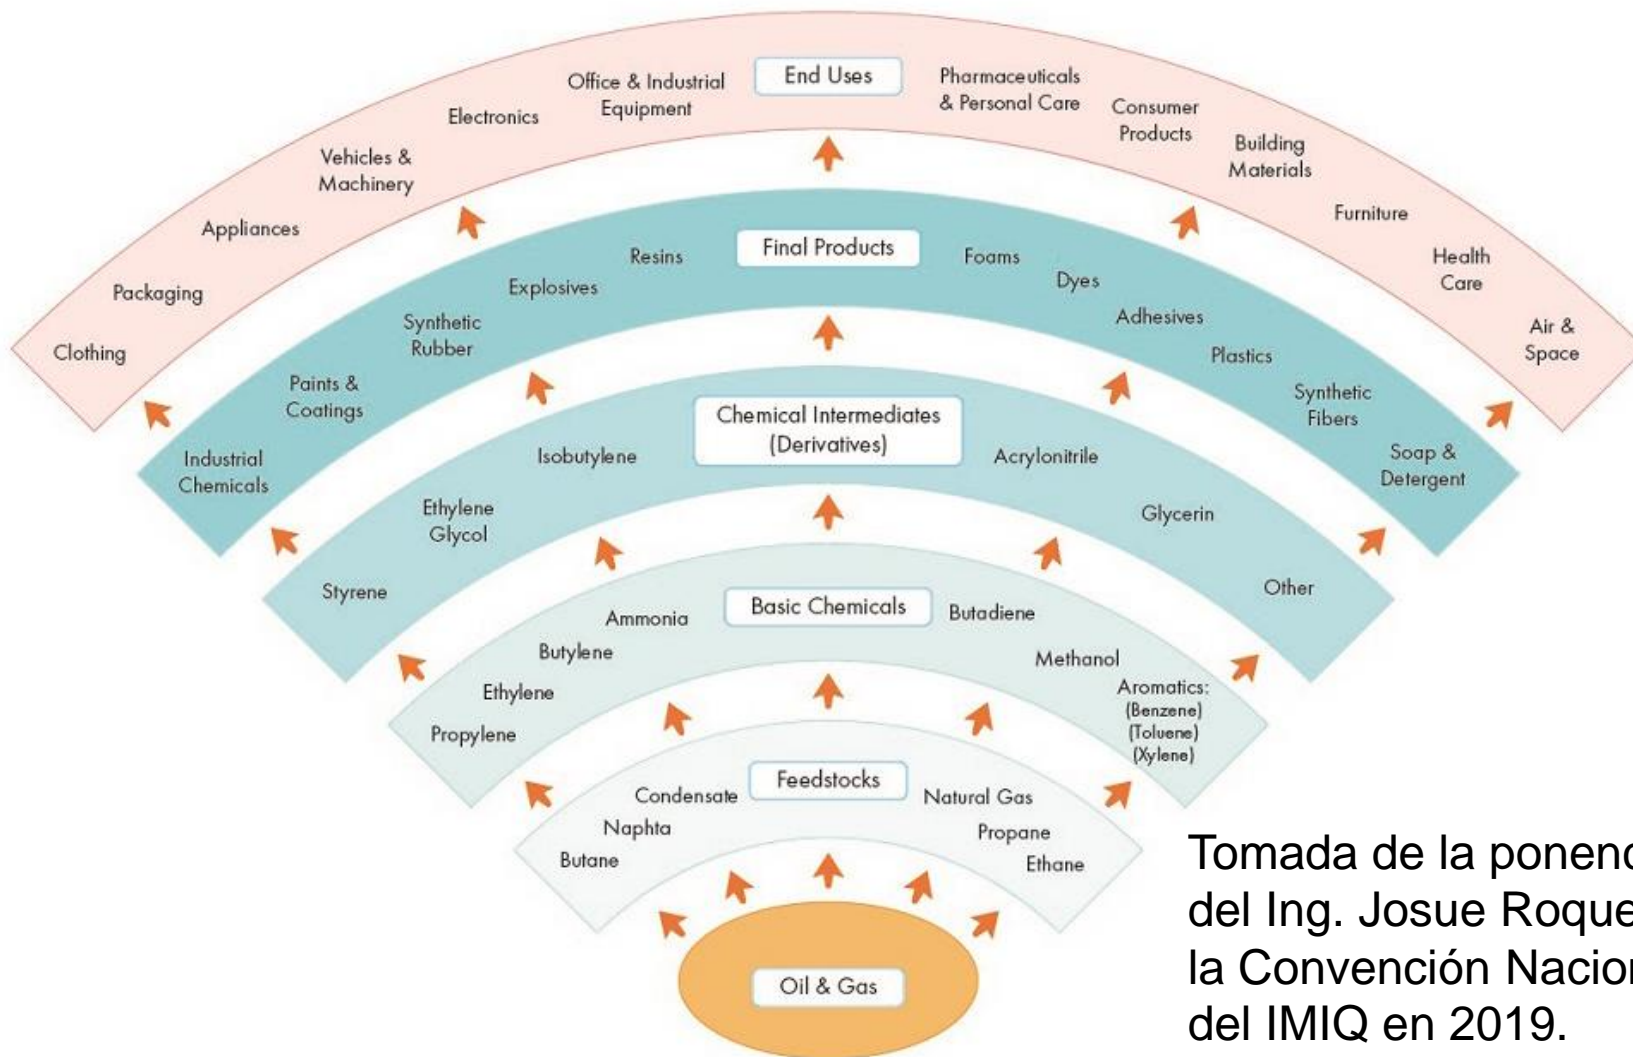 End Uses
Clothing
Packaging
Appliances
Vehicles &
Machinery
Electronics
Office & Industrial
Equipment
Pharmaceuticals
& Personal Care
Consumer
Products
Building
Materials
Furniture
Health
Care
Air &
Space
Final Products
Industrial
Chemicals
Paints &
Coatings
Synthetic
Rubber
Explosives
Resins
Foams
Dyes
Adhesives
Plastics
Synthetic
Fibers
Soap &
Detergent
Chemical Intermediates
(Derivatives)
Styrene
Ethylene
Glycol
Isobutylene
Acrylonitrile
Glycerin
Other
Basic Chemicals
Propylene
Ethylene
Butylene
Ammonia
Butadiene
Methanol
Aromatics:
(Benzene)
(Toluene)
(Xylene)
Feedstocks
Butane
Naphta
Condensate
Natural Gas
Propane
Ethane
Oil & Gas
Tomada de la
del Ing. Josue Roque
la Convención
del IMIQ en 2019.